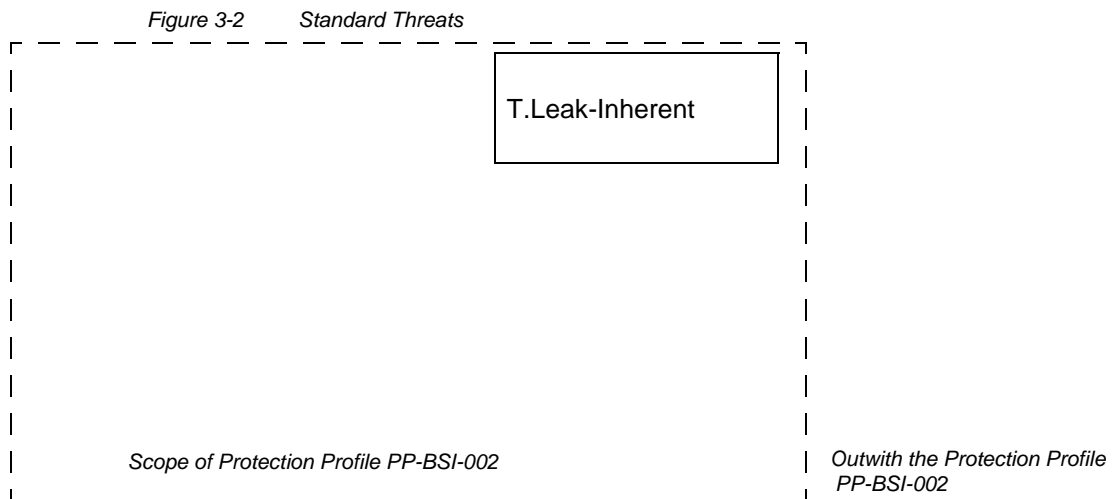 Figure 3-2 Standard Threats
T.Leak-Inherent
Scope of Protection Profile PP-BSI-002
Outwith the Protection Profile
PP-BSI-002